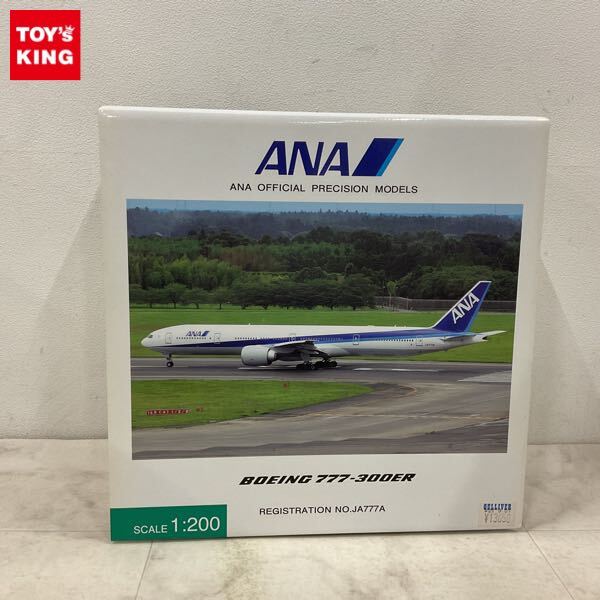 TOY's
KING
ANA
ANA OFFICIAL PRECISION MODELS
ANA
ANA
BOEING 777-300ER
REGISTRATION NO.JA777A
SCALE 1:200
GULLIVER